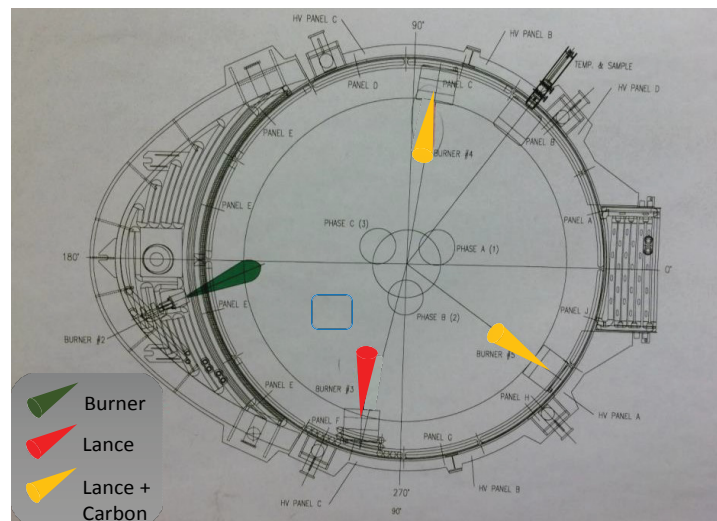 HV PANEL C
90°
HV PANEL B
TEMP. & SAMPLE
PANEL D
PANEL C
HV PANEL D
PANEL E
BURNER #4
PANEL B
PANEL E
PANEL A
PHASE C (3)
PHASE A (1)
180°
0°
PANEL E
PHASE B (2)
PANEL J
BURNER #2
BURNER #5
PANEL E
BURNER #3
PANEL H
HV PANEL A
PANEL F
PANEL G
HV PANEL C
270°
HV PANEL B
90°
Burner
Lance
Lance +
Carbon